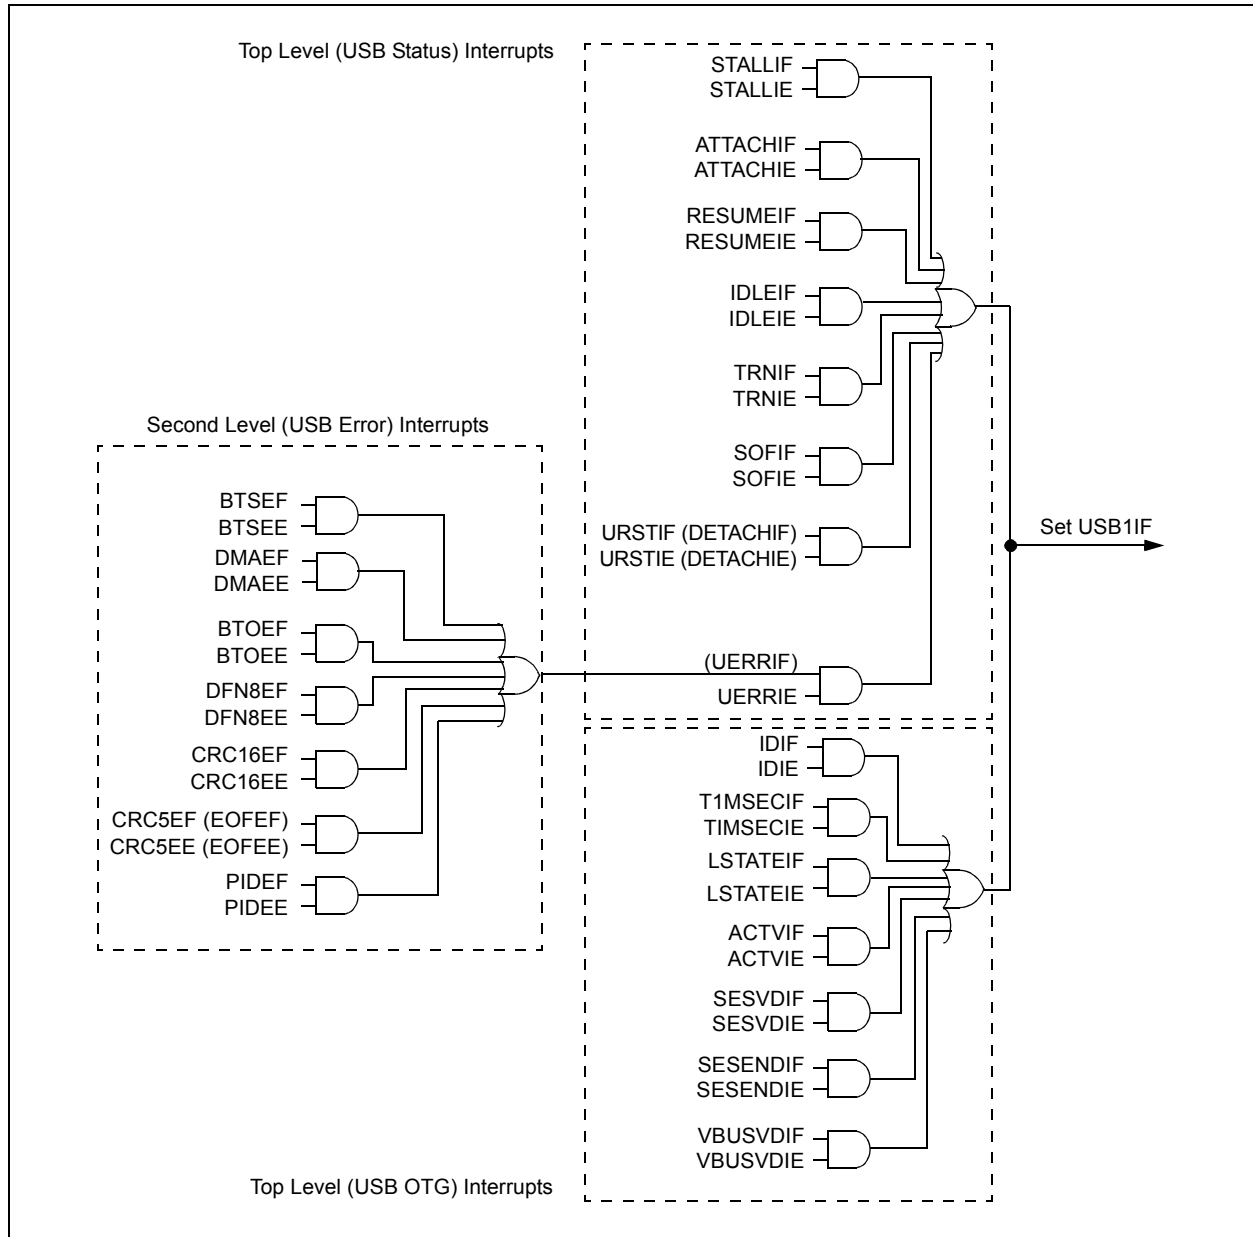 Top Level (USB Status) Interrupts
STALLIF
STALLIE
ATTACHIF
ATTACHIE
RESUMEIF
RESUMEIE
IDLEIF
IDLEIE
TRNIF
TRNIE
SOFIF
SOFIE
URSTIF (DETACHIF)
URSTIE (DETACHIE)
(UERRIF)
UERRIE
Second Level (USB Error) Interrupts
BTSEF
BTSEE
DMAEF
DMAEE
BTOEF
BTOEE
DFN8EF
DFN8EE
CRC16EF
CRC16EE
CRC5EF (EOFEF)
CRC5EE (EOFEE)
PIDEF
PIDEE
Set USB1IF
IDIF
IDIE
T1MSECIF
TIMSECIE
LSTATEIF
LSTATEIE
ACTVIF
ACTVIE
SESVDIF
SESVDIE
SESENDIF
SESENDIE
VBUSVDIF
VBUSVDIE
Top Level (USB OTG) Interrupts